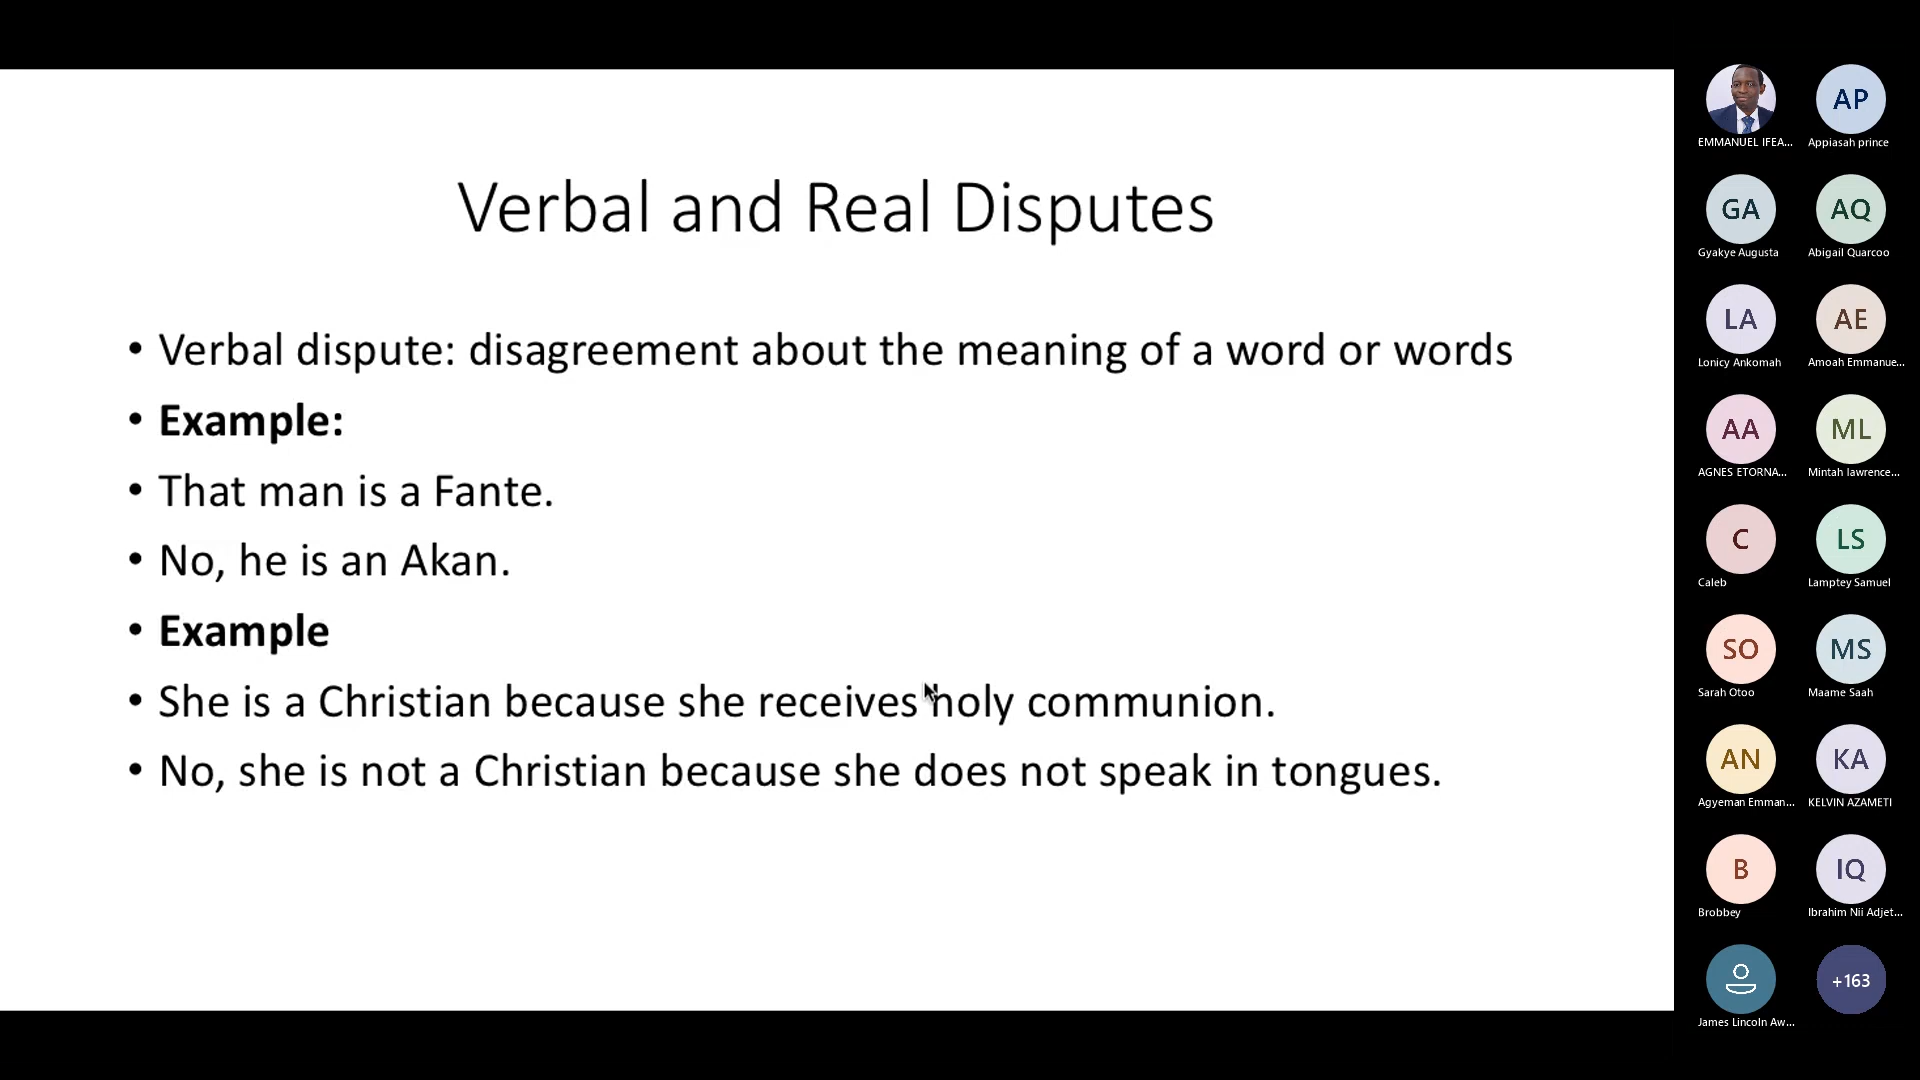 Verbal and Real Disputes
• Verbal dispute: disagreement about the meaning of a word or words
• Example:
• That man is a Fante.
• No, he is an Akan.
• Example
• She is a Christian because she receives holy communion.
• No, she is not a Christian because she does not speak in tongues.
EMMANUEL IFEA...
AP
Appiasah prince
GA
Gyakye Augusta
AQ
Abigail Quarcoo
LA
Lonicy Ankomah
AE
Amoah Emmanue...
AA
AGNES ETORNA...
ML
Mintah lawrence...
C
Caleb
LS
Lamptey Samuel
SO
Sarah Otoo
MS
Maame Saah
AN
Agyeman Emman...
KA
KELVIN AZAMETI
B
Brobbey
IQ
Ibrahim Nii Adjet...
James Lincoln Aw...
+163